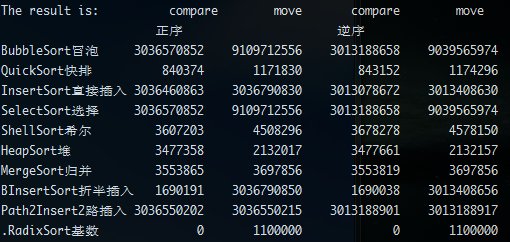 The result is: compare move compare move
正序 逆序
BubbleSort冒泡 3036570852 9109712556 3013188658 9039565974
QuickSort快排 840374 1171830 843152 1174296
InsertSort直接插入 3036460863 3036790830 3013078672 3013408630
SelectSort选择 3036570852 9109712556 3013188658 9039565974
ShellSort希尔 3607203 4508296 3678278 4578150
HeapSort堆 3477358 2132017 3477661 2132157
MergeSort归并 3553865 3697856 3553819 3697856
BInsertSort折半插入 1690191 3036790850 1690038 3013408656
Path2Insert2路插入 3036550202 3036550215 3013188901 3013188917
.RadixSort基数 0 1100000 0 1100000